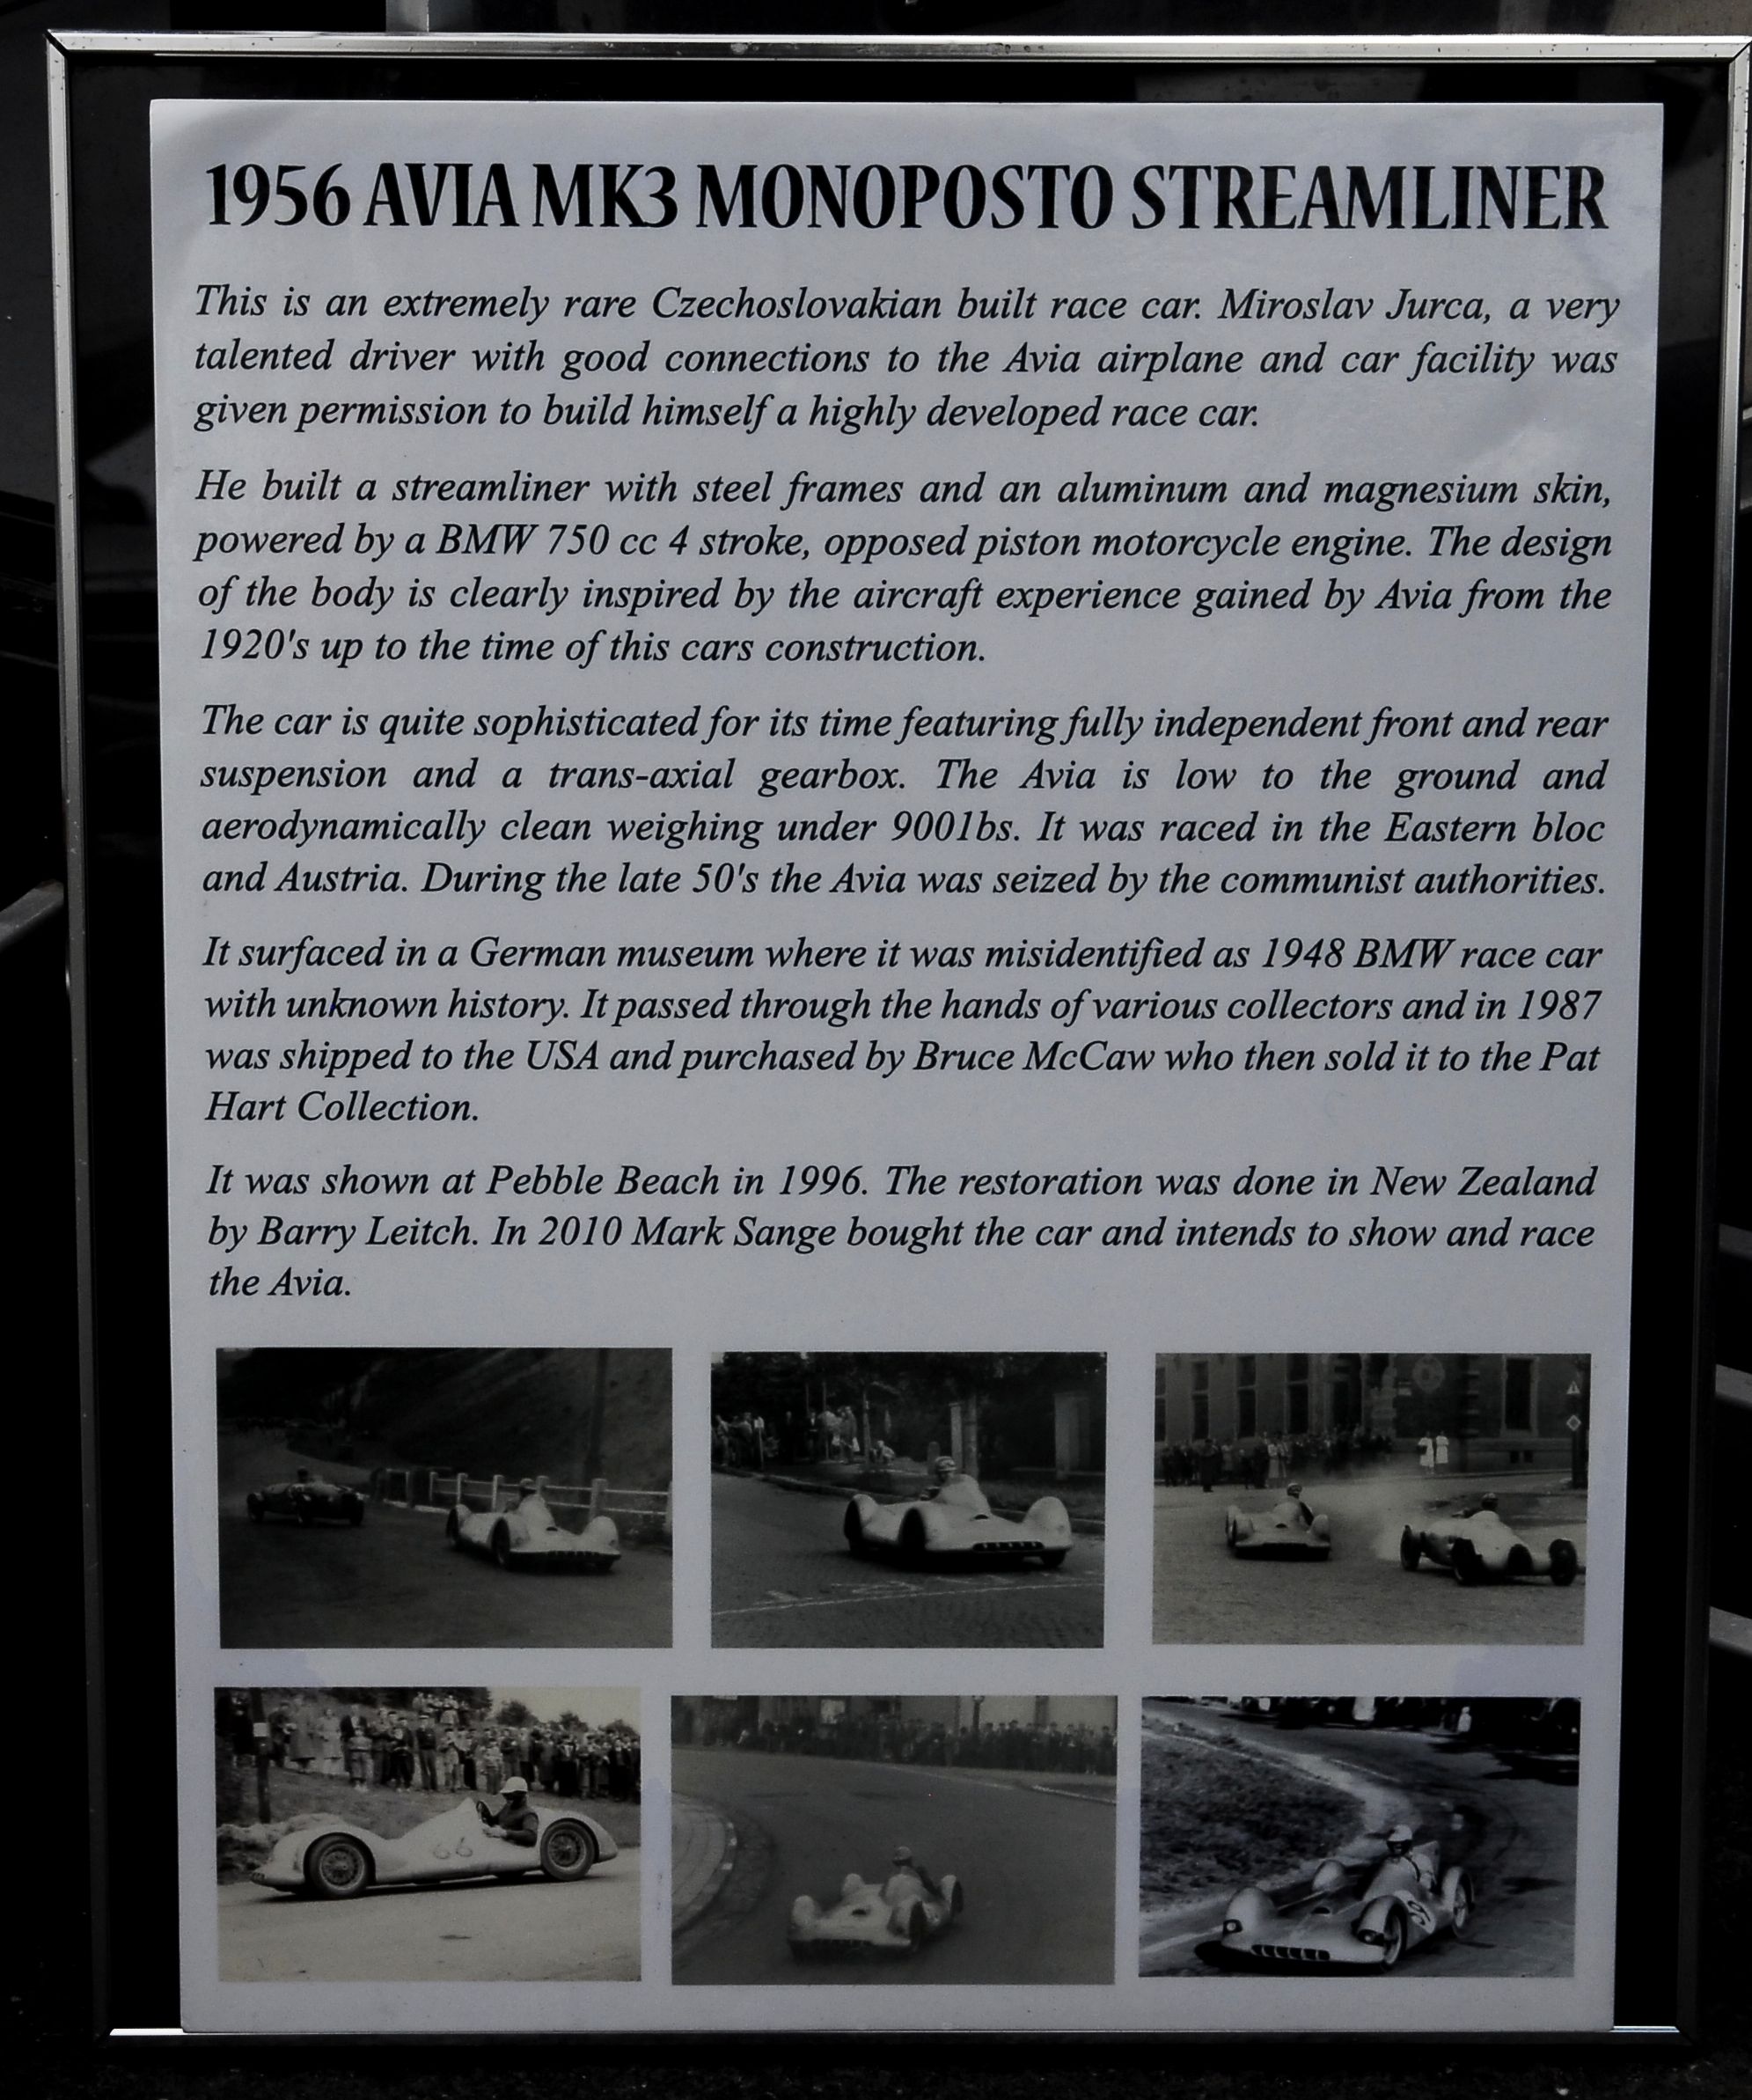 1956 AVIA MK3 MONOPOSTO STREAMLINER
This is an extremely rare Czechoslovakian built race car. Miroslav Jurca, a very
talented driver with good connections to the Avia airplane and car facility was
given permission to build himself a highly developed race car.
He built a streamliner with steel frames and an aluminum and magnesium skin,
powered by a BMW 750 cc 4 stroke, opposed piston motorcycle engine. The design
of the body is clearly inspired by the aircraft experience gained by Avia from the
1920's up to the time of this cars construction.
The car is quite sophisticated for its time featuring fully independent front and rear
suspension and a trans-axial gearbox. The Avia is low to the ground and
aerodynamically clean weighing under 900lbs. It was raced in the Eastern bloc
and Austria. During the late 50's the Avia was seized by the communist authorities.
It surfaced in a German museum where it was misidentified as 1948 BMW race car
with unknown history. It passed through the hands of various collectors and in 1987
was shipped to the USA and purchased by Bruce McCaw who then sold it to the Pat
Hart Collection.
It was shown at Pebble Beach in 1996. The restoration was done in New Zealand
by Barry Leitch. In 2010 Mark Sange bought the car and intends to show and race
the Avia.
66